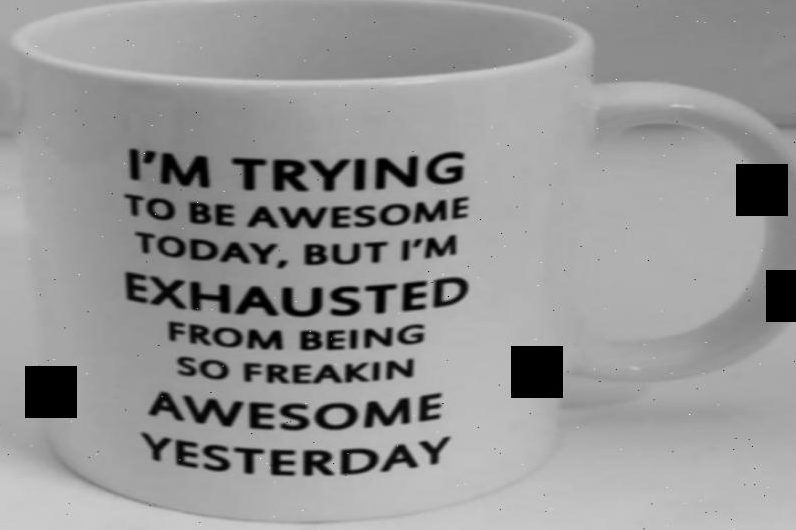 I'M TRYING
TO BE AWESOME
TODAY, BUT I'M
EXHAUSTED
FROM BEING
SO FREAKIN
AWESOME
YESTERDAY